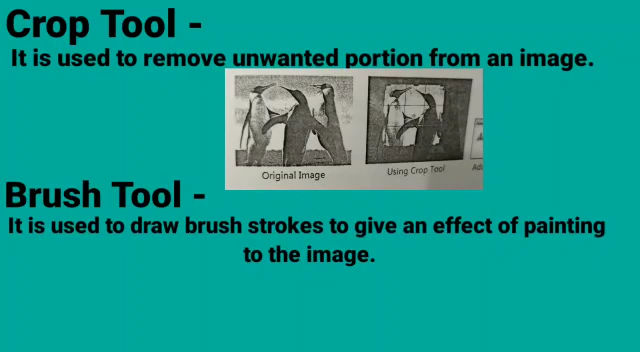 Crop Tool -
It is used to remove unwanted portion from an image.
Original Image
Using Crop Tool
Brush Tool -
It is used to draw brush strokes to give an effect of painting
to the image.